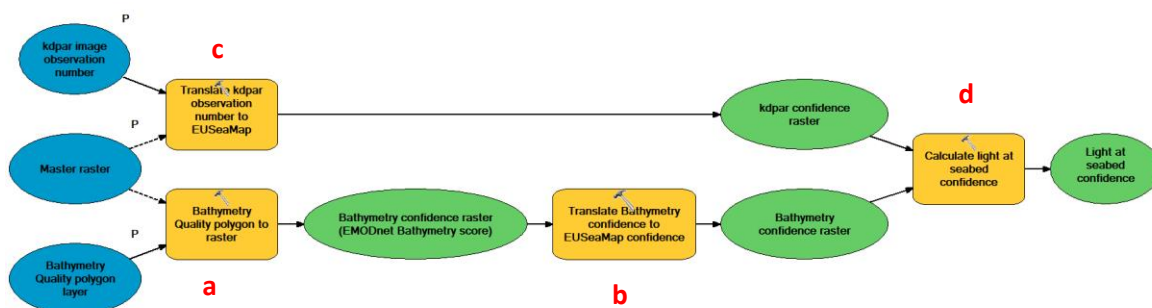 P
kdpar image
observation
number
c
Translate kdpar
observation
number to
EUSeaMap
P
Master raster
Bathymetry
Quality polygon to
raster
P
Bathymetry
Quality polygon
layer
a
Bathymetry confidence raster
(EMODnet Bathymetry score)
Translate Bathymetry
confidence to
EUSeaMap confidence
b
kdpar confidence
raster
Bathymetry
confidence raster
d
Calculate light at
seabed
confidence
Light at
seabed
confidence